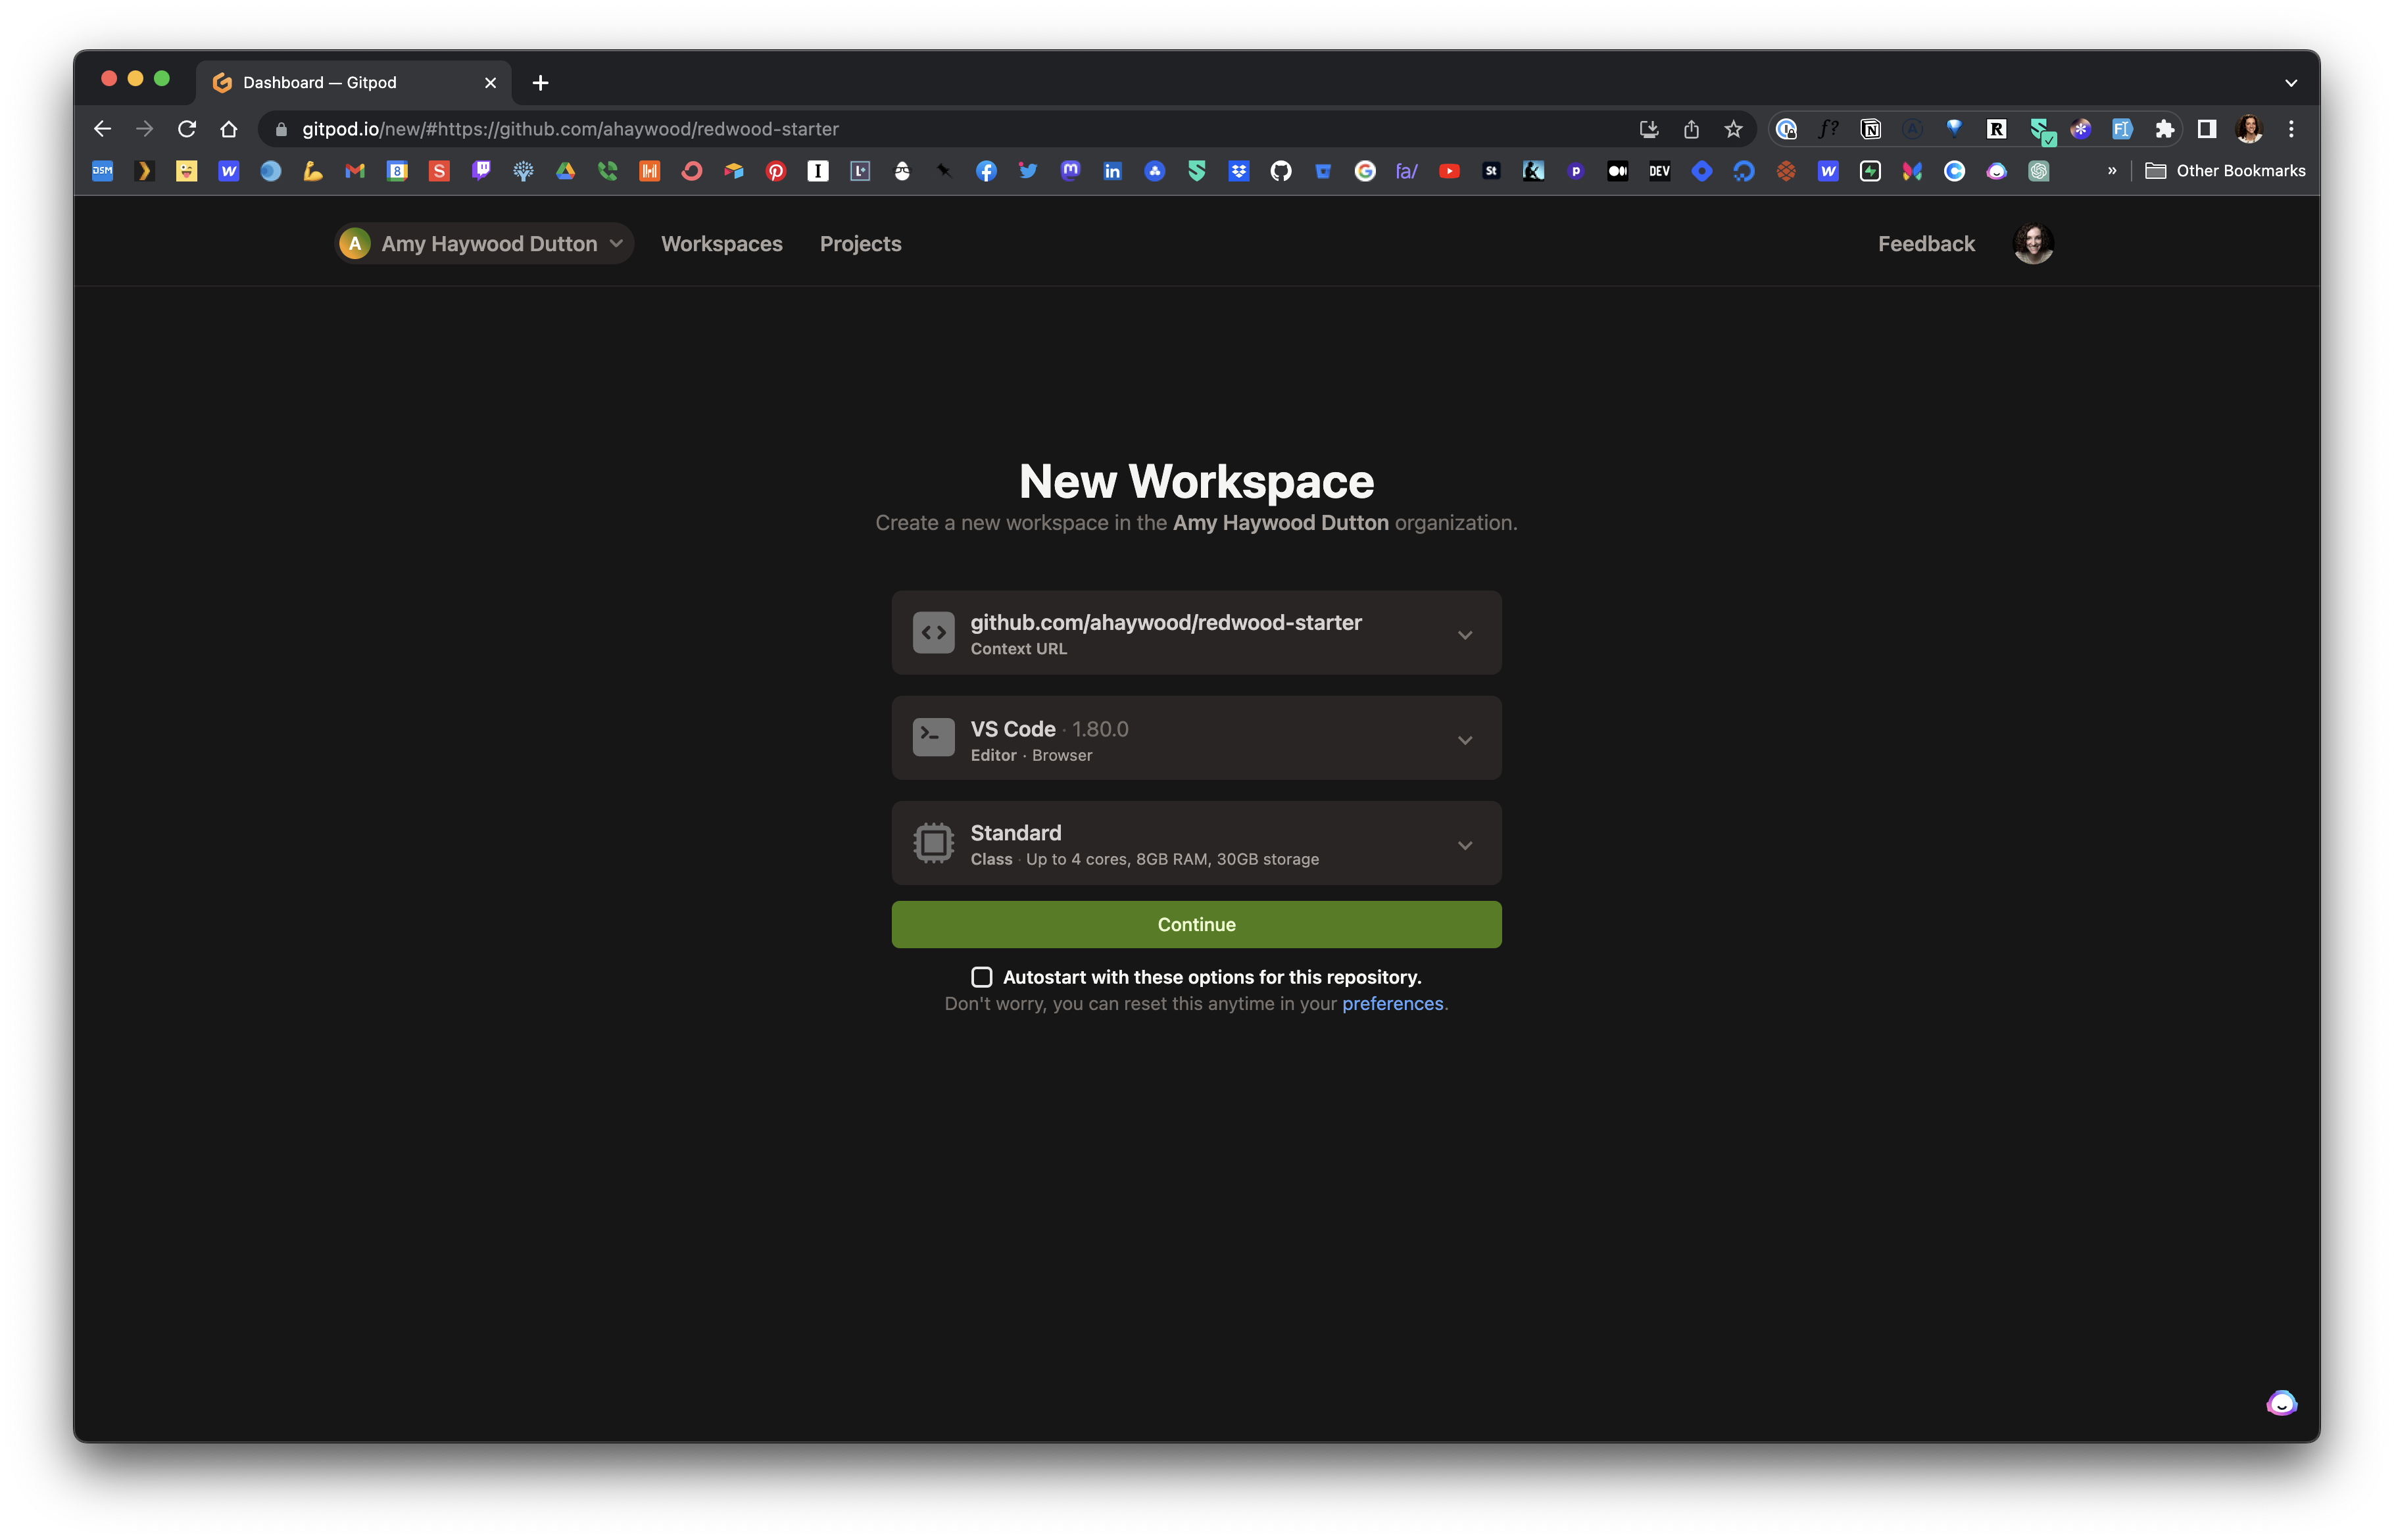 Dashboard — Gitpod
gitpod.io/new/#https://github.com/ahaywood/redwood-starter
Other Bookmarks
A Amy Haywood Dutton Workspaces Projects Feedback
New Workspace
Create a new workspace in the Amy Haywood Dutton organization.
github.com/ahaywood/redwood-starter
Context URL
VS Code · 1.80.0
Editor · Browser
Standard
Class · Up to 4 cores, 8GB RAM, 30GB storage
Continue
Autostart with these options for this repository.
Don't worry, you can reset this anytime in your preferences.